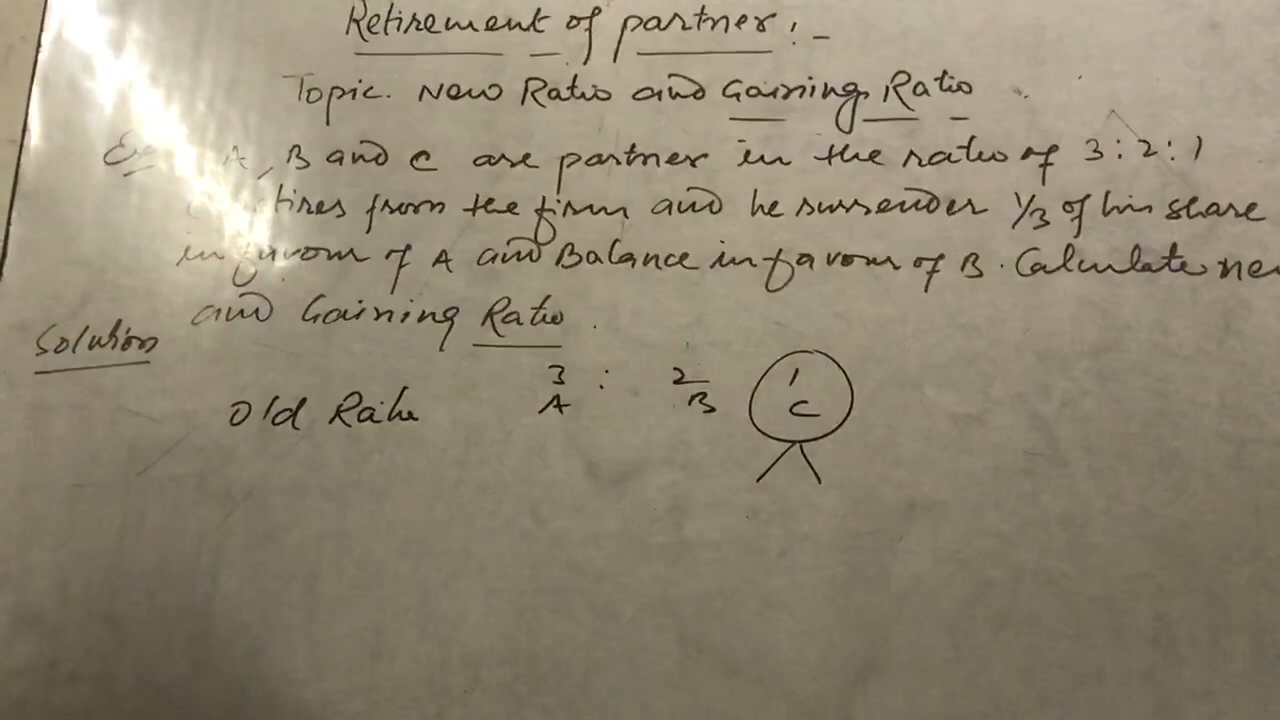 Retirement of partner :-
Topic. New Ratio and Gaining Ratio
Ex A, B and C are partner in the ratio of 3:2:1
tires from the firm and he surrender 1/3 of his share
in favour of A and Balance in favour of B. Calculate ne
and Gaining Ratio.
Solution
3 : 2 1
Old Ratio A B C